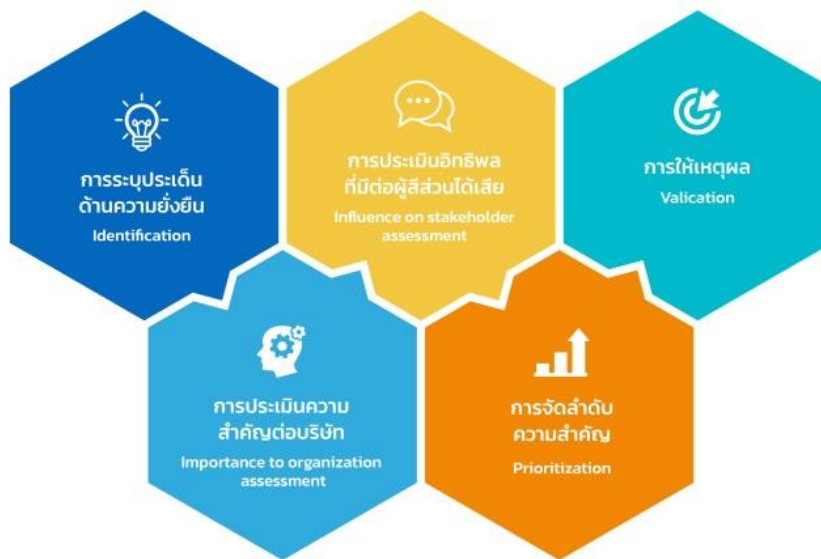 การระบุประเด็น
ด้านความยั่งยืน
Identification
การประเมินความ
สำคัญต่อบริษัท
Importance to organization
assessment
การประเมินอิทธิพล
ที่มีต่อผู้สีส่วนได้เสีย
Influence on stakeholder
assessment
การจัดลำดับ
ความสำคัญ
Prioritization
การให้เหตุผล
Valication